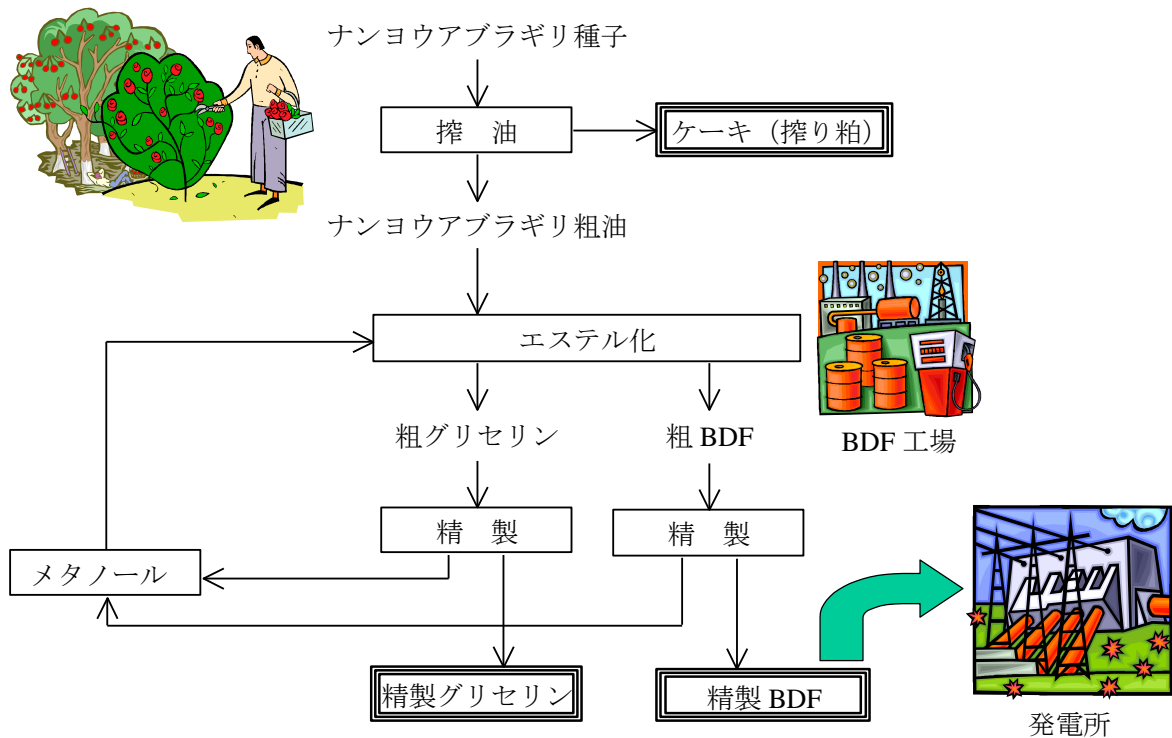 ナンヨウアブラギリ種子
搾　油
ケーキ（搾り粕）
ナンヨウアブラギリ粗油
エステル化
粗グリセリン
粗 BDF
BDF 工場
精　製
精　製
メタノール
精製グリセリン
精製 BDF
発電所